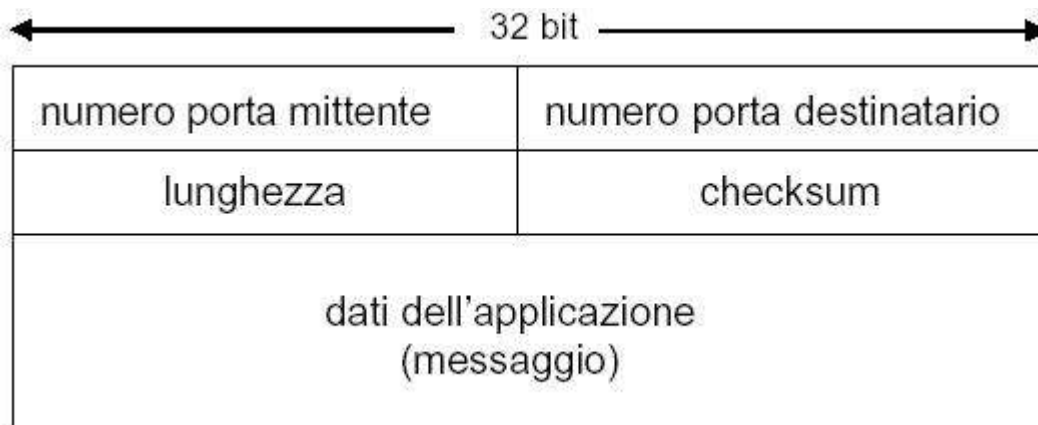 32 bit
numero porta mittente
numero porta destinatario
lunghezza
checksum
dati dell'applicazione
(messaggio)